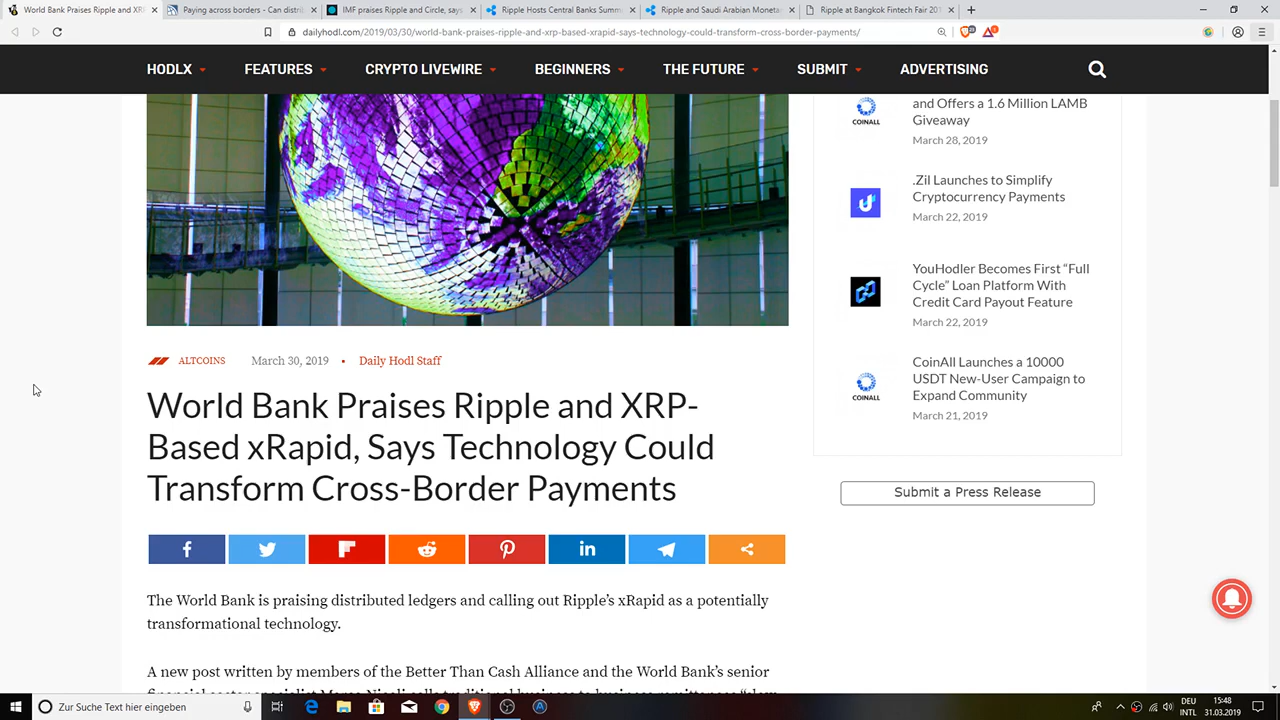 World Bank Praises Ripple and XRP
Paying across borders - Can distri
IMF praises Ripple and Circle, says
Ripple Hosts Central Banks Summ
Ripple and Saudi Arabian Moneta
Ripple at Bangkok Fintech Fair 201
dailyhodl.com/2019/03/30/world-bank-praises-ripple-and-xrp-based-xrapid-says-technology-could-transform-cross-border-payments/
HODLX
FEATURES
CRYPTO LIVEWIRE
BEGINNERS
THE FUTURE
SUBMIT
ADVERTISING
COINALL
and Offers a 1.6 Million LAMB
Giveaway
March 28, 2019
.Zil Launches to Simplify
Cryptocurrency Payments
March 22, 2019
YouHodler Becomes First “Full
Cycle” Loan Platform With
Credit Card Payout Feature
March 22, 2019
COINALL
CoinAll Launches a 10000
USDT New-User Campaign to
Expand Community
March 21, 2019
Submit a Press Release
ALTCOINS March 30, 2019 • Daily Hodl Staff
World Bank Praises Ripple and XRP-
Based xRapid, Says Technology Could
Transform Cross-Border Payments
The World Bank is praising distributed ledgers and calling out Ripple’s xRapid as a potentially
transformational technology.
A new post written by members of the Better Than Cash Alliance and the World Bank’s senior
Zur Suche Text hier eingeben
DEU
INTL
15:48
31.03.2019